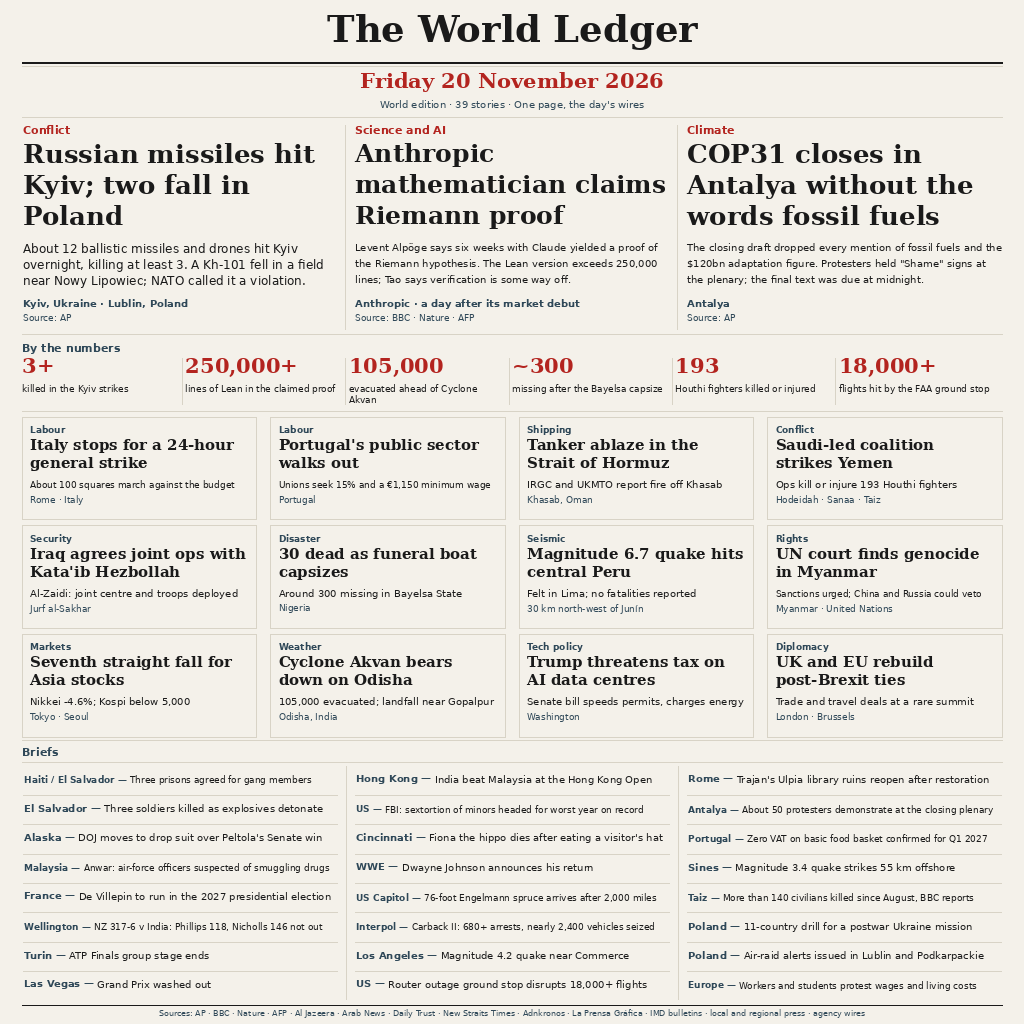 The World Ledger
Friday 20 November 2026
World edition · 39 stories · One page, the day's wires
Conflict
Russian missiles hit
Kyiv; two fall in
Poland
About 12 ballistic missiles and drones hit Kyiv
overnight, killing at least 3. A Kh-101 fell in a field
near Nowy Lipowiec; NATO called it a violation.
Kyiv, Ukraine · Lublin, Poland
Source: AP
Science and AI
Anthropic
mathematician claims
Riemann proof
Levent Alpöge says six weeks with Claude yielded a proof of
the Riemann hypothesis. The Lean version exceeds 250,000
lines; Tao says verification is some way off.
Anthropic · a day after its market debut
Source: BBC · Nature · AFP
Climate
COP31 closes in
Antalya without the
words fossil fuels
The closing draft dropped every mention of fossil fuels and the
$120bn adaptation figure. Protesters held "Shame" signs at
the plenary; the final text was due at midnight.
Antalya
Source: AP
By the numbers
3+
killed in the Kyiv strikes
250,000+
lines of Lean in the claimed proof
105,000
evacuated ahead of Cyclone
Akvan
~300
missing after the Bayelsa capsize
193
Houthi fighters killed or injured
18,000+
flights hit by the FAA ground stop
Labour
Italy stops for a 24-hour
general strike
About 100 squares march against the budget
Rome · Italy
Labour
Portugal's public sector
walks out
Unions seek 15% and a €1,150 minimum wage
Portugal
Shipping
Tanker ablaze in the
Strait of Hormuz
IRGC and UKMTO report fire off Khasab
Khasab, Oman
Conflict
Saudi-led coalition
strikes Yemen
Ops kill or injure 193 Houthi fighters
Hodeidah · Sanaa · Taiz
Security
Iraq agrees joint ops with
Kata'ib Hezbollah
Al-Zaidi: joint centre and troops deployed
Jurf al-Sakhar
Disaster
30 dead as funeral boat
capsizes
Around 300 missing in Bayelsa State
Nigeria
Seismic
Magnitude 6.7 quake hits
central Peru
Felt in Lima; no fatalities reported
30 km north-west of Junín
Rights
UN court finds genocide
in Myanmar
Sanctions urged; China and Russia could veto
Myanmar · United Nations
Markets
Seventh straight fall for
Asia stocks
Nikkei -4.6%; Kospi below 5,000
Tokyo · Seoul
Weather
Cyclone Akvan bears
down on Odisha
105,000 evacuated; landfall near Gopalpur
Odisha, India
Tech policy
Trump threatens tax on
AI data centres
Senate bill speeds permits, charges energy
Washington
Diplomacy
UK and EU rebuild
post-Brexit ties
Trade and travel deals at a rare summit
London · Brussels
Briefs
Haiti / El Salvador — Three prisons agreed for gang members
El Salvador — Three soldiers killed as explosives detonate
Alaska — DOJ moves to drop suit over Peltola's Senate win
Malaysia — Anwar: air-force officers suspected of smuggling drugs
France — De Villepin to run in the 2027 presidential election
Wellington — NZ 317-6 v India: Phillips 118, Nicholls 146 not out
Turin — ATP Finals group stage ends
Las Vegas — Grand Prix washed out
Hong Kong — India beat Malaysia at the Hong Kong Open
US — FBI: sextortion of minors headed for worst year on record
Cincinnati — Fiona the hippo dies after eating a visitor's hat
WWE — Dwayne Johnson announces his return
US Capitol — 76-foot Engelmann spruce arrives after 2,000 miles
Interpol — Carback II: 680+ arrests, nearly 2,400 vehicles seized
Los Angeles — Magnitude 4.2 quake near Commerce
US — Router outage ground stop disrupts 18,000+ flights
Rome — Trajan's Ulpia library ruins reopen after restoration
Antalya — About 50 protesters demonstrate at the closing plenary
Portugal — Zero VAT on basic food basket confirmed for Q1 2027
Sines — Magnitude 3.4 quake strikes 55 km offshore
Taiz — More than 140 civilians killed since August, BBC reports
Poland — 11-country drill for a postwar Ukraine mission
Poland — Air-raid alerts issued in Lublin and Podkarpackie
Europe — Workers and students protest wages and living costs
Sources: AP · BBC · Nature · AFP · Al Jazeera · Arab News · Daily Trust · New Straits Times · Adnkronos · La Prensa Gráfica · IMD bulletins · local and regional press · agency wires